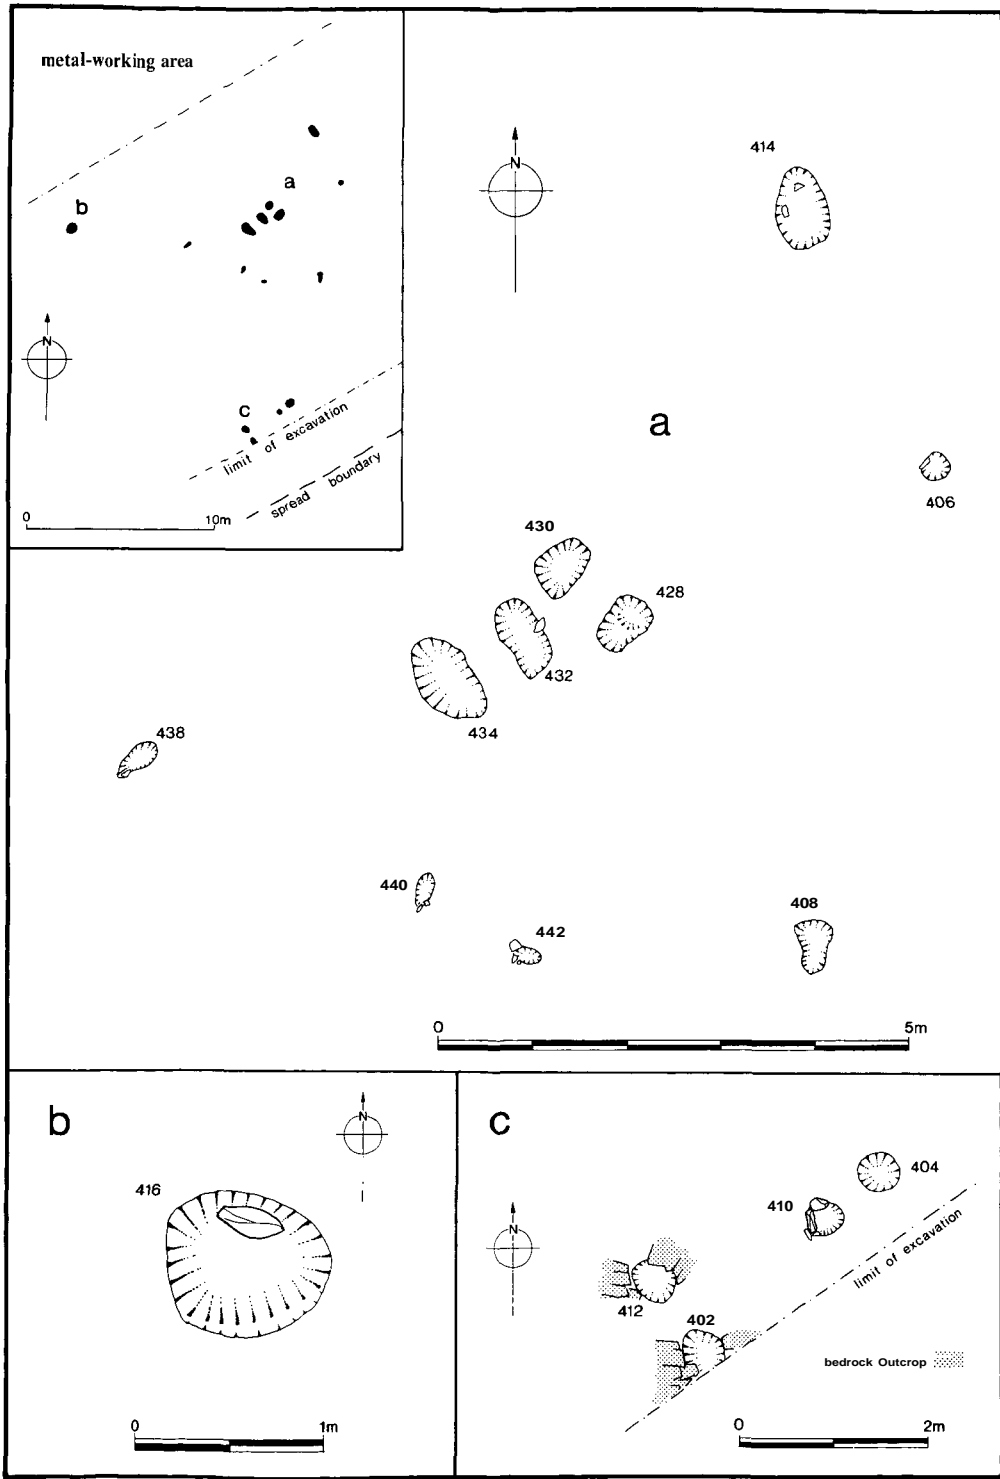 metal-working area
a
b
N
c
limit of excavation
spread boundary
0 10m
N
414
a
406
430
428
432
434
438
440
442
408
0 5m
b
N
416
0 1m
c
N
404
410
limit of excavation
412
402
bedrock Outcrop
0 2m